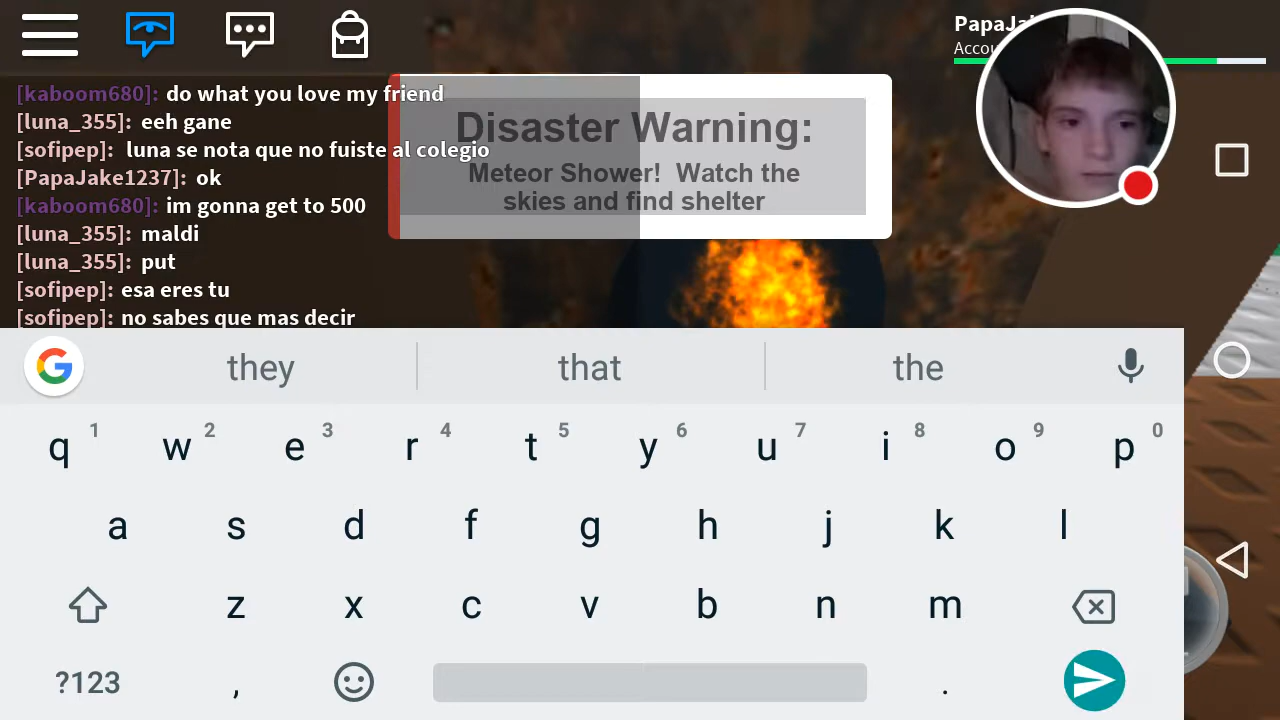 PapaJa
Accou
[kaboom680]: do what you love my friend
[luna_355]: eeh gane
[sofipep]: luna se nota que no fuiste al colegio
[PapaJake1237]: ok
[kaboom680]: im gonna get to 500
[luna_355]: maldi
[luna_355]: put
[sofipep]: esa eres tu
[sofipep]: no sabes que mas decir
Disaster Warning:
Meteor Shower! Watch the
skies and find shelter
they that the
q 1 w 2 e 3 r 4 t 5 y 6 u 7 i 8 o 9 p 0
a s d f g h j k l
z x c v b n m
?123 , .